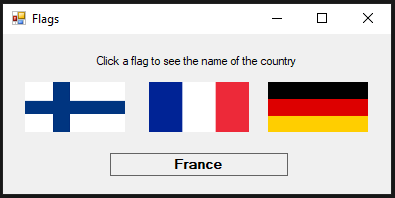 Flags
Click a flag to see the name of the country
France